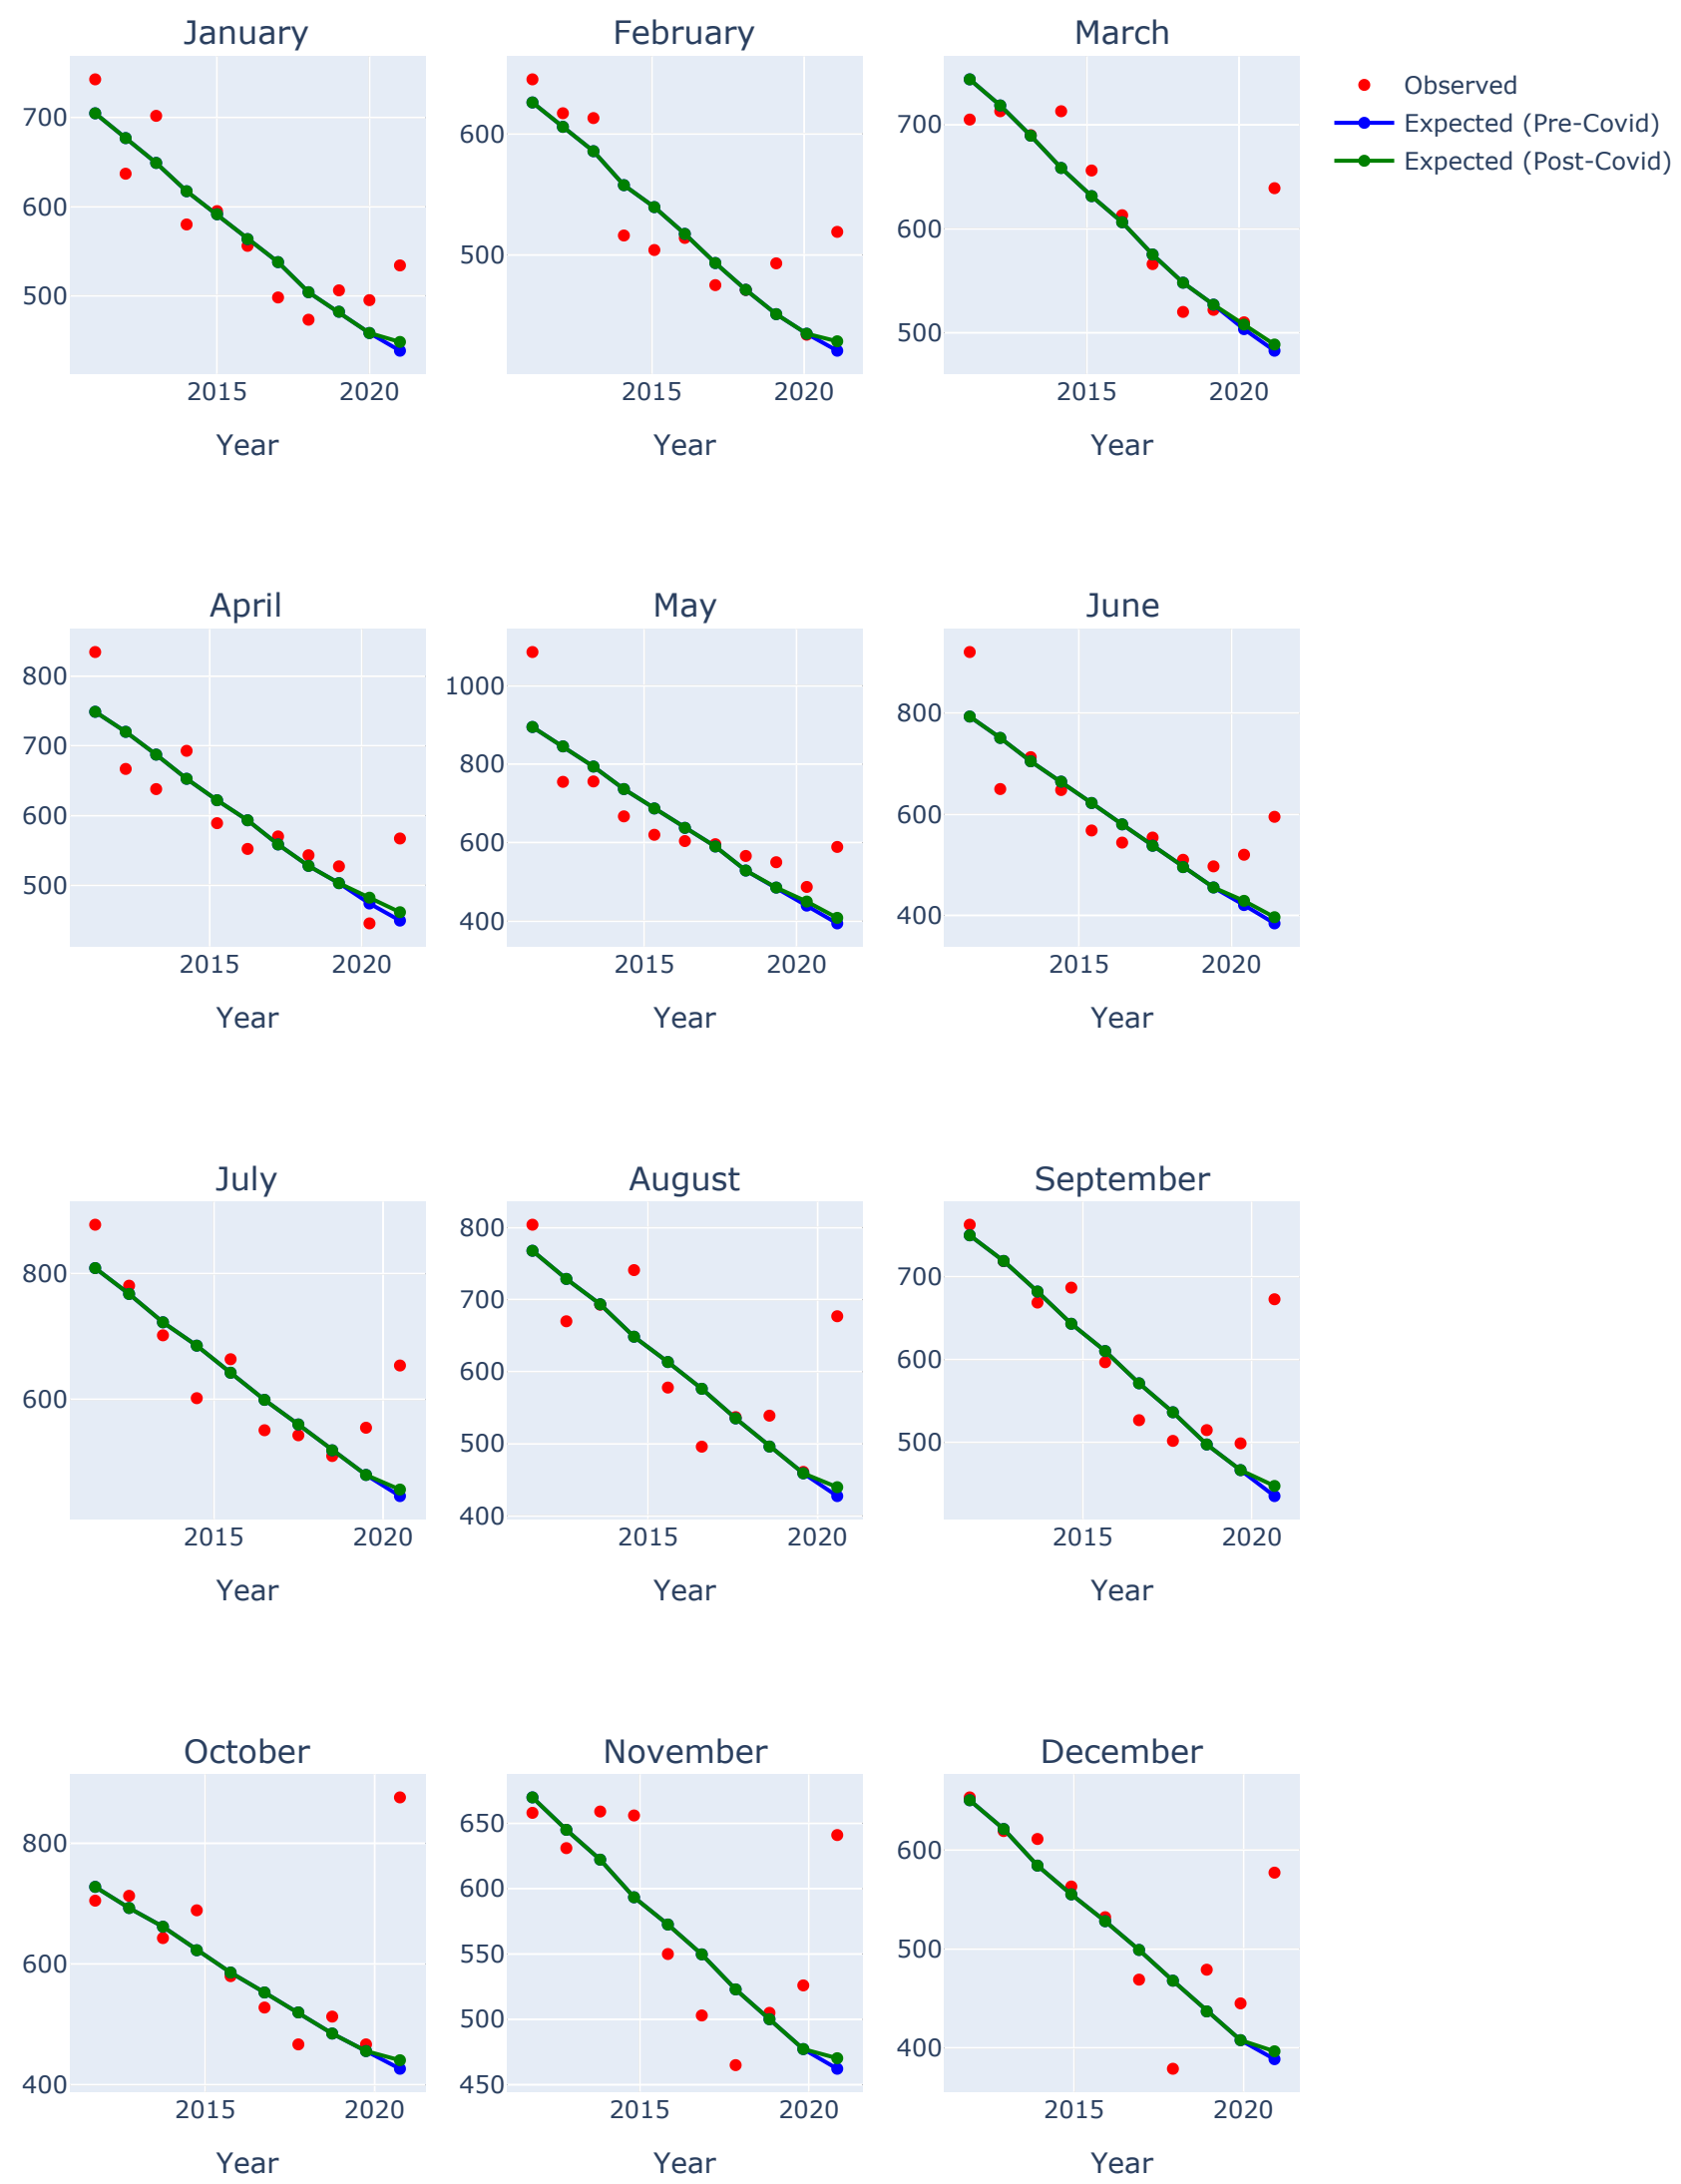 January
February
March
Observed
Expected (Pre-Covid)
Expected (Post-Covid)
700
600
500
600
500
700
600
500
2015
2020
2015
2020
2015
2020
Year
Year
Year
April
May
June
800
700
600
500
1000
800
600
400
800
600
400
2015
2020
2015
2020
2015
2020
Year
Year
Year
July
August
September
800
600
800
700
600
500
400
700
600
500
2015
2020
2015
2020
2015
2020
Year
Year
Year
October
November
December
800
600
400
650
600
550
500
450
600
500
400
2015
2020
2015
2020
2015
2020
Year
Year
Year